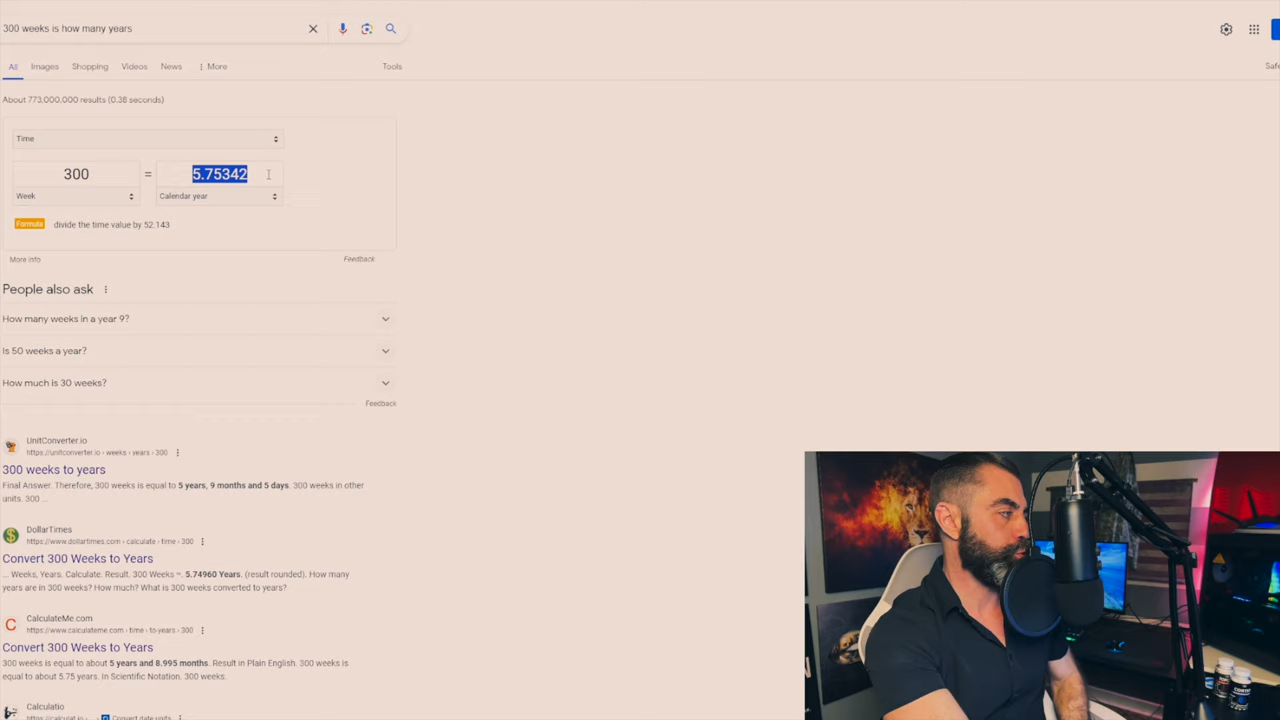 300 weeks is how many years
All Images Shopping Videos News More Tools
Safe
About 773,000,000 results (0.38 seconds)
Time
300 = 5.75342
Week Calendar year
Formula divide the time value by 52.143
More info Feedback
People also ask
How many weeks in a year 9?
Is 50 weeks a year?
How much is 30 weeks?
Feedback
UnitConverter.io
https://unitconverter.io › weeks › years › 300
300 weeks to years
Final Answer. Therefore, 300 weeks is equal to 5 years, 9 months and 5 days. 300 weeks in other
units. 300 ...
DollarTimes
https://www.dollartimes.com › calculate › time › 300
Convert 300 Weeks to Years
... Weeks, Years. Calculate. Result. 300 Weeks =. 5.74960 Years. (result rounded). How many
years are in 300 weeks? How much? What is 300 weeks converted to years?
C CalculateMe.com
https://www.calculateme.com › time › to-years › 300
Convert 300 Weeks to Years
300 weeks is equal to about 5 years and 8.995 months. Result in Plain English. 300 weeks is
equal to about 5.75 years. In Scientific Notation. 300 weeks.
Calculatio
https://calculat.io › ... Convert date units